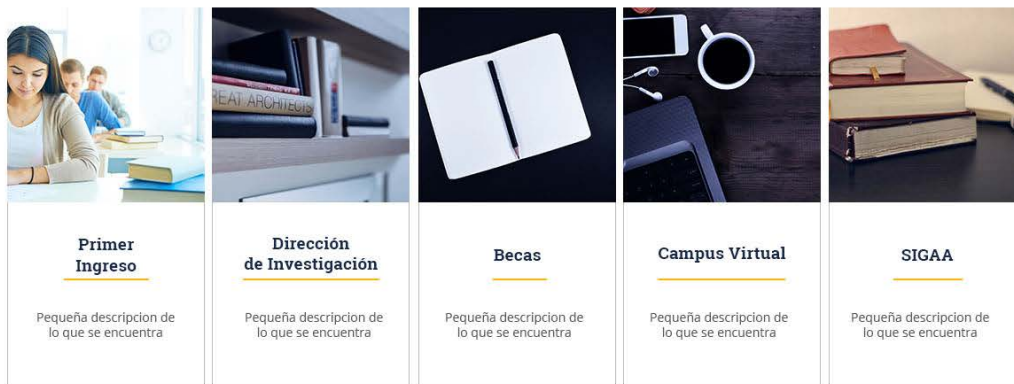 REAT ARCHITECTS
Primer
Ingreso
Pequeña descripcion de
lo que se encuentra
Dirección
de Investigación
Pequeña descripcion de
lo que se encuentra
Becas
Pequeña descripcion de
lo que se encuentra
Campus Virtual
Pequeña descripcion de
lo que se encuentra
SIGAA
Pequeña descripcion de
lo que se encuentra